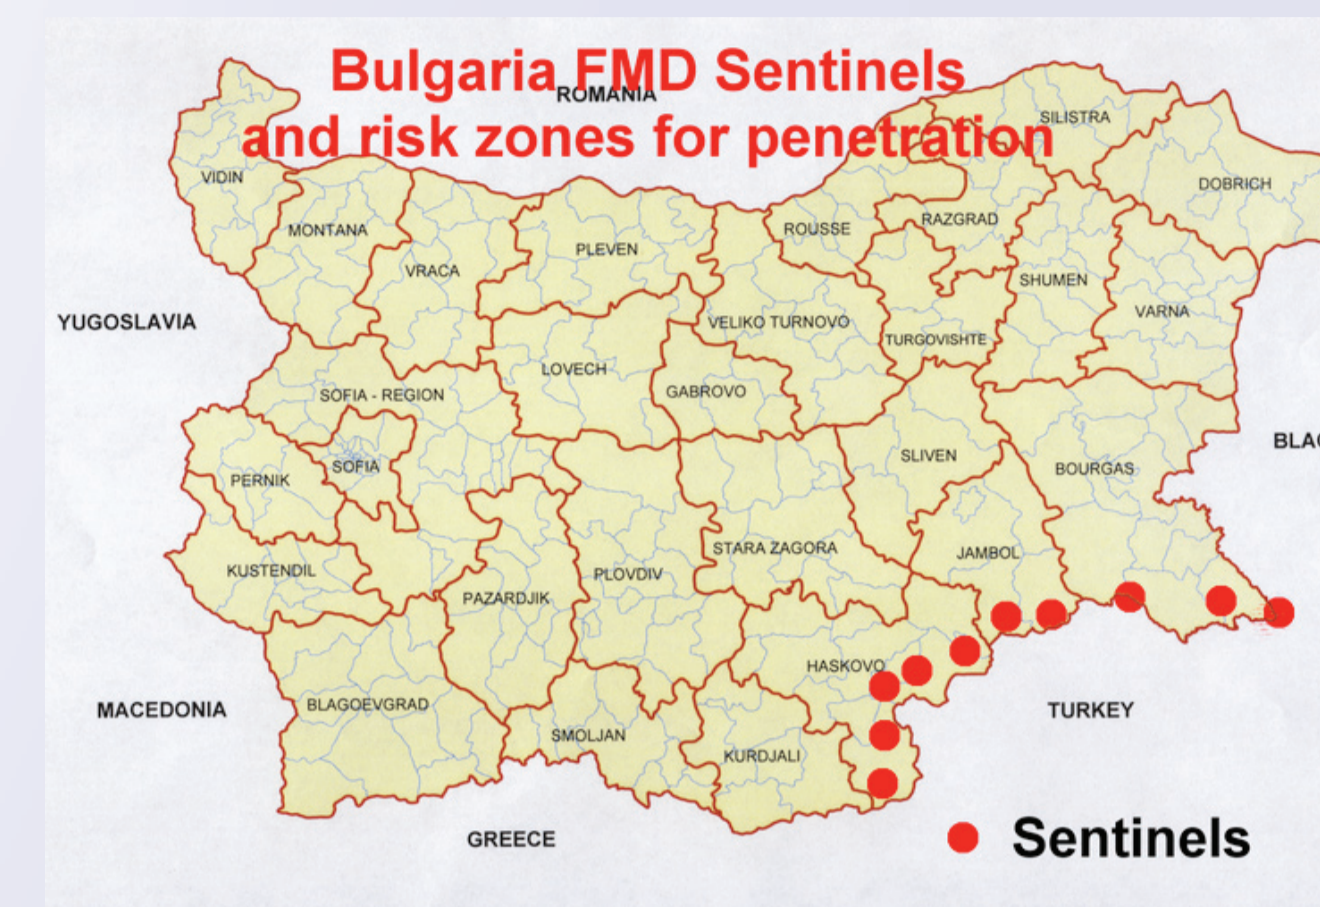 Bulgaria FMD Sentinels
ROMANIA
and risk zones for penetration
SILISTRA
VIDIN
DOBRICH
MONTANA
ROUSSE
RAZGRAD
PLEVEN
VRACA
SHUMEN
YUGOSLAVIA
VELIKO TURNOVO
VARNA
TURGOVISHTE
LOVECH
SOFIA - REGION
GABROVO
BLAC
SLIVEN
SOFIA
BOURGAS
PERNIK
STARA ZAGORA
JAMBOL
KUSTENDIL
PLOVDIV
PAZARDJIK
HASKOVO
BLAGOEVGRAD
MACEDONIA
TURKEY
SMOLJAN
KURDJALI
GREECE
Sentinels